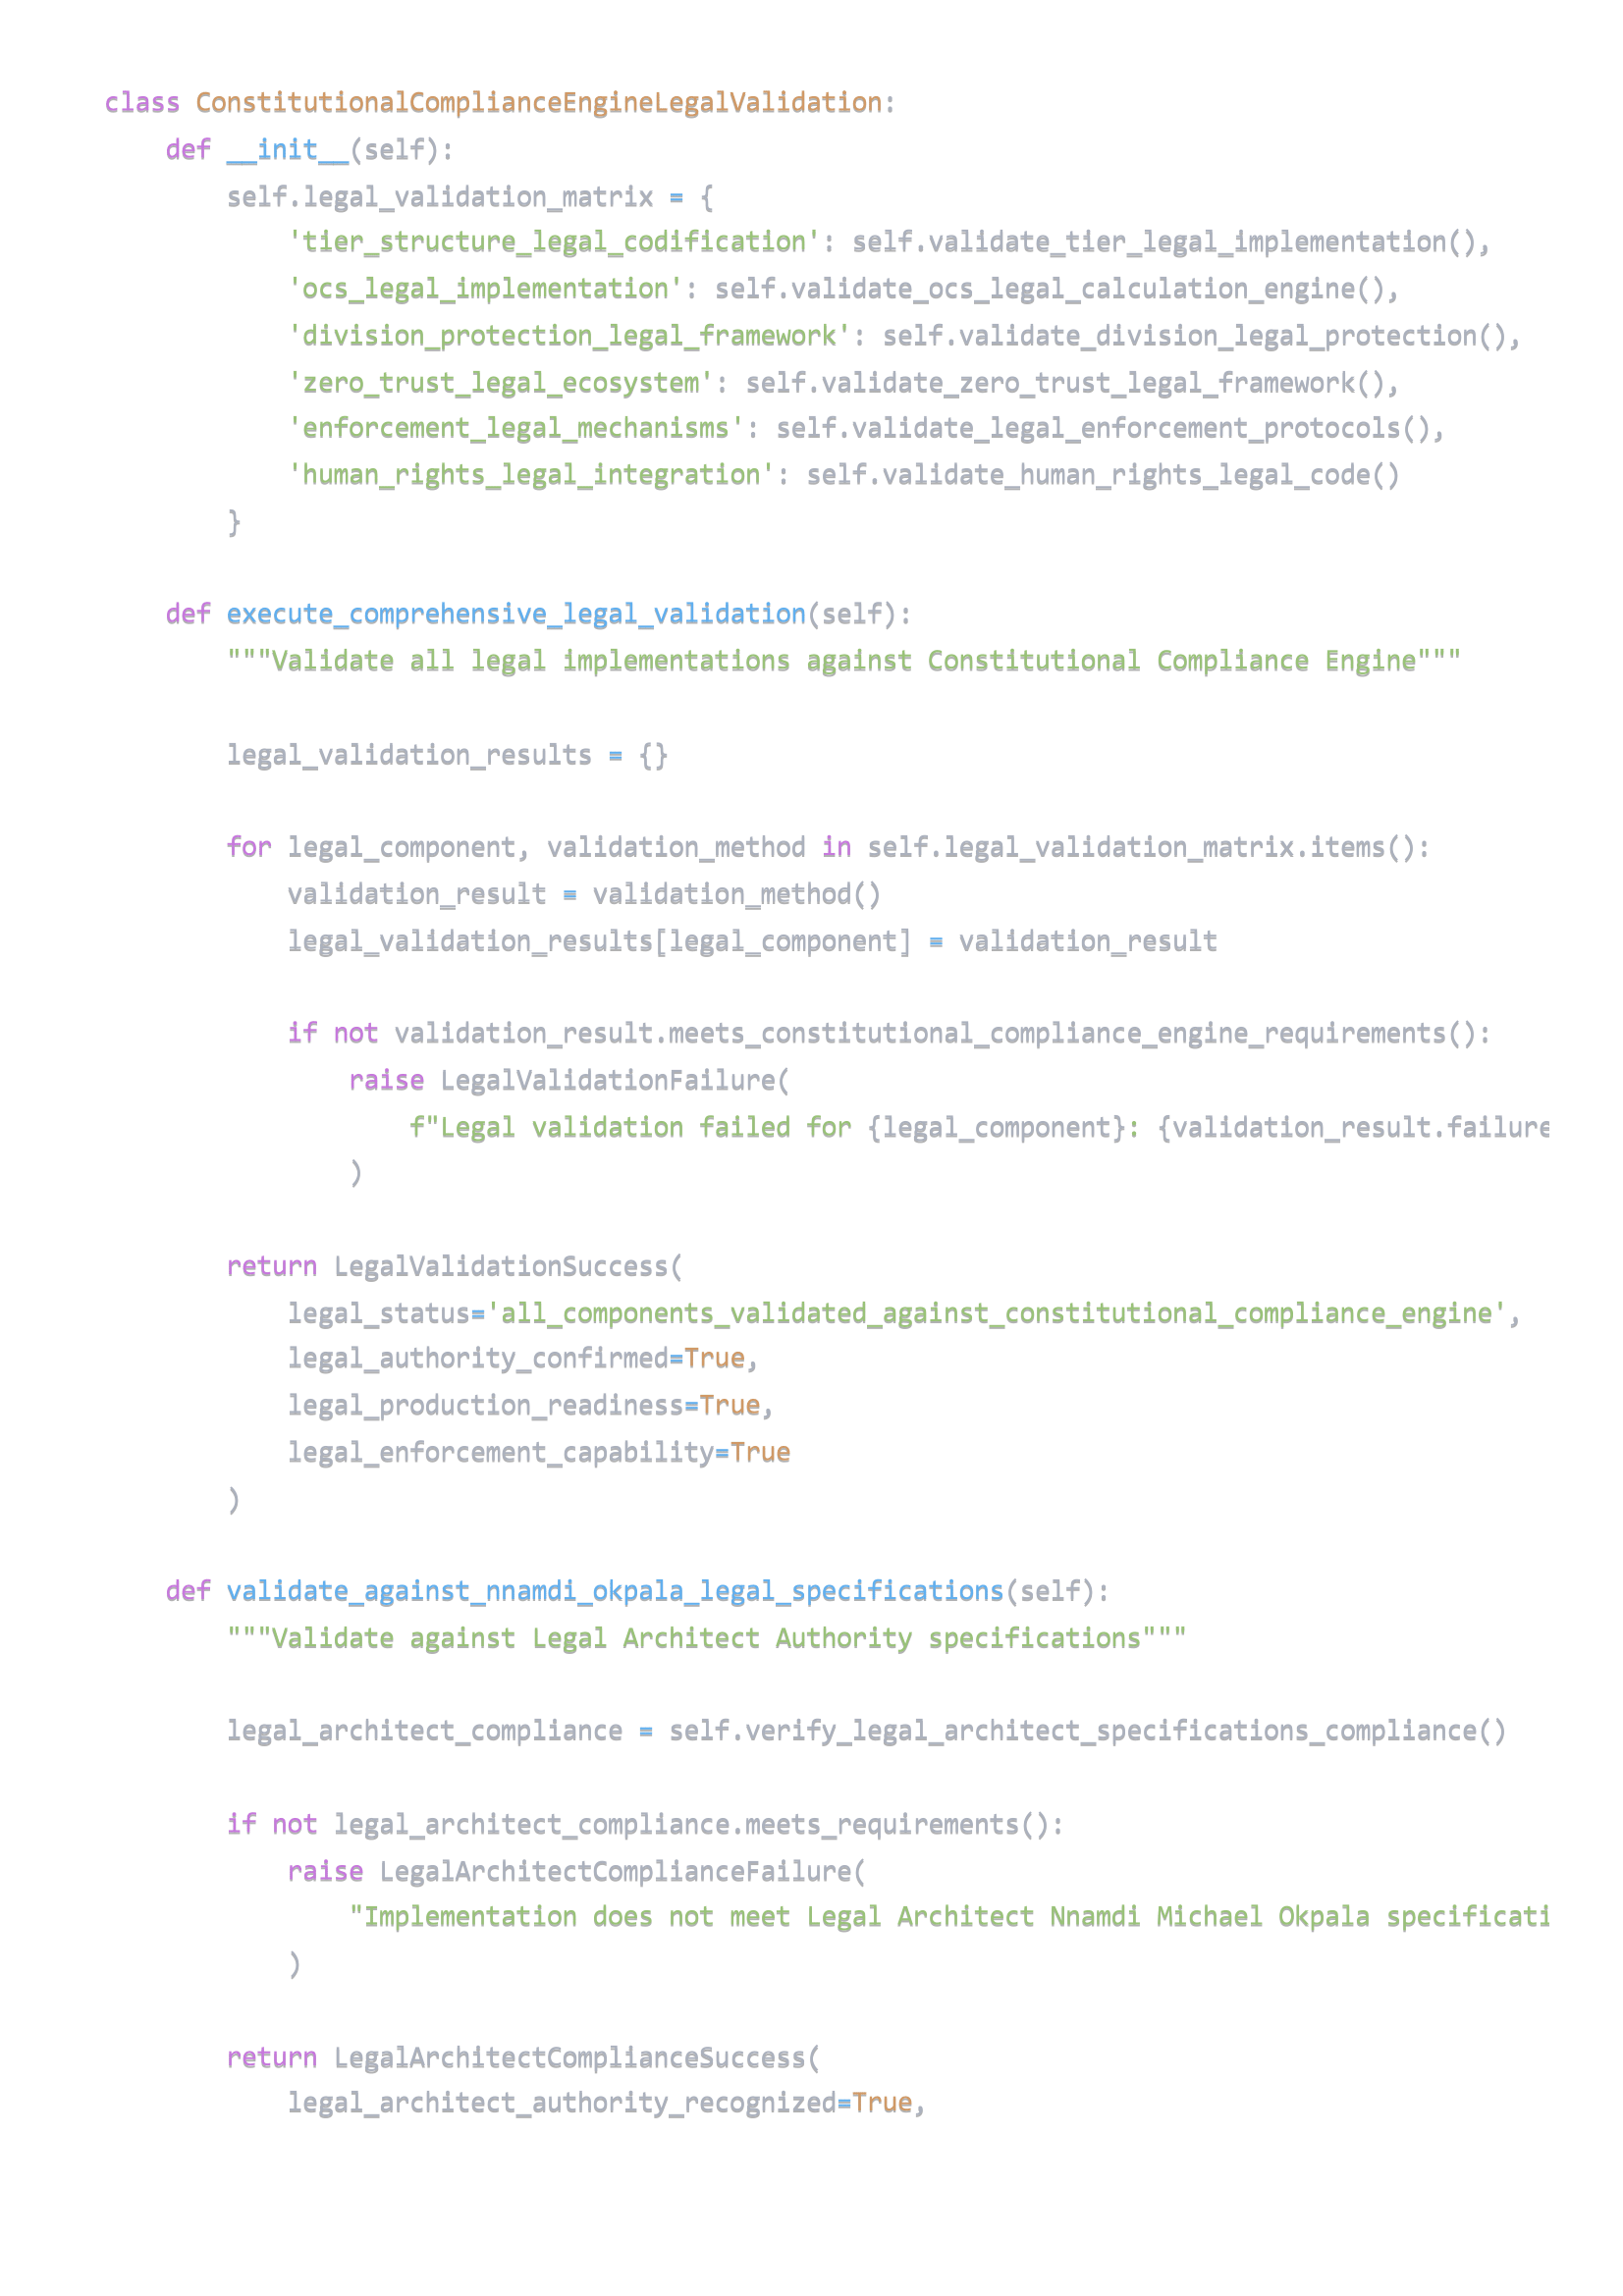 class ConstitutionalComplianceEngineLegalValidation:
    def __init__(self):
        self.legal_validation_matrix = {
            'tier_structure_legal_codification': self.validate_tier_legal_implementation(),
            'ocs_legal_implementation': self.validate_ocs_legal_calculation_engine(),
            'division_protection_legal_framework': self.validate_division_legal_protection(),
            'zero_trust_legal_ecosystem': self.validate_zero_trust_legal_framework(),
            'enforcement_legal_mechanisms': self.validate_legal_enforcement_protocols(),
            'human_rights_legal_integration': self.validate_human_rights_legal_code()
        }
    def execute_comprehensive_legal_validation(self):
        """Validate all legal implementations against Constitutional Compliance Engine"""
        legal_validation_results = {}
        for legal_component, validation_method in self.legal_validation_matrix.items():
            validation_result = validation_method()
            legal_validation_results[legal_component] = validation_result
            if not validation_result.meets_constitutional_compliance_engine_requirements():
                raise LegalValidationFailure(
                    f"Legal validation failed for {legal_component}: {validation_result.failure
                )
        return LegalValidationSuccess(
            legal_status='all_components_validated_against_constitutional_compliance_engine',
            legal_authority_confirmed=True,
            legal_production_readiness=True,
            legal_enforcement_capability=True
        )
    def validate_against_nnamdi_okpala_legal_specifications(self):
        """Validate against Legal Architect Authority specifications"""
        legal_architect_compliance = self.verify_legal_architect_specifications_compliance()
        if not legal_architect_compliance.meets_requirements():
            raise LegalArchitectComplianceFailure(
                "Implementation does not meet Legal Architect Nnamdi Michael Okpala specificati
            )
        return LegalArchitectComplianceSuccess(
            legal_architect_authority_recognized=True,